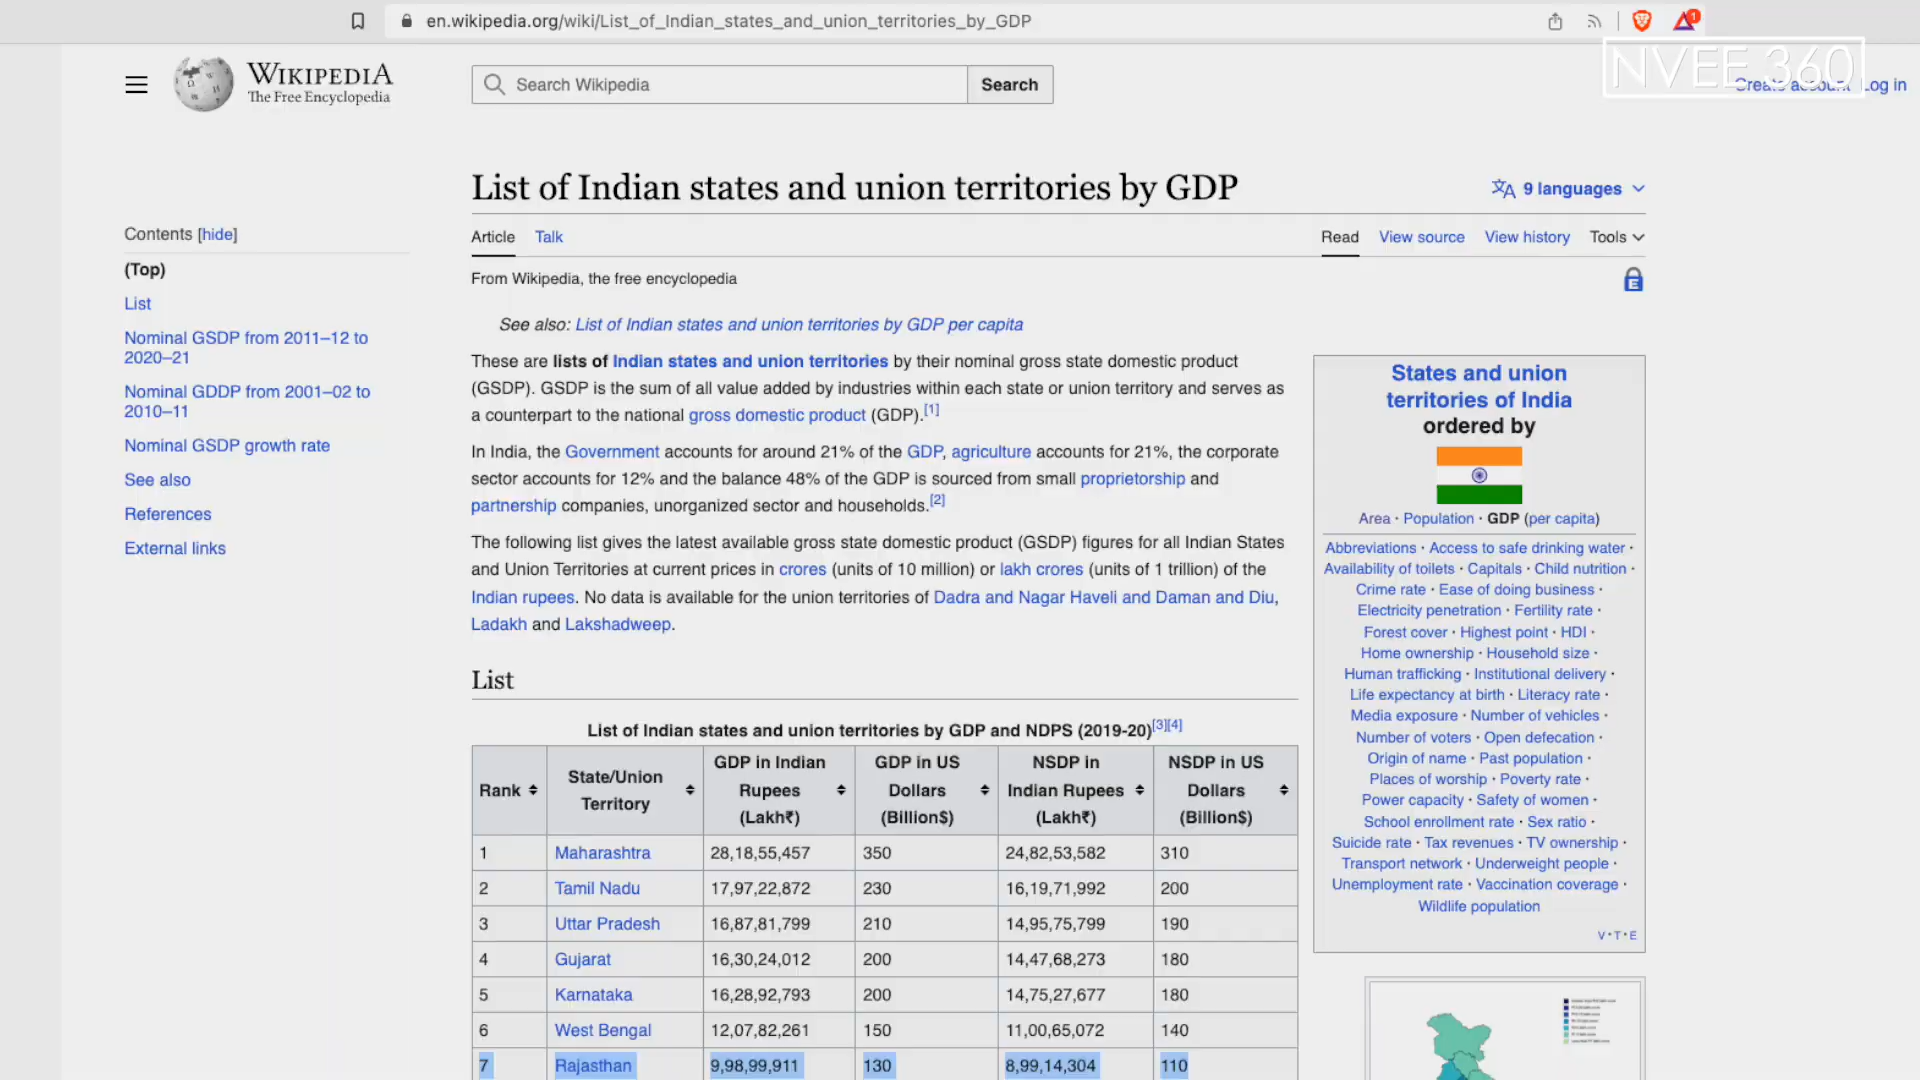 en.wikipedia.org/wiki/List_of_Indian_states_and_union_territories_by_GDP
1
NVEE 360
WIKIPEDIA
The Free Encyclopedia
Search Wikipedia
Search
Create account
Log in
List of Indian states and union territories by GDP
9 languages
Contents [hide]
(Top)
List
Nominal GSDP from 2011–12 to
2020–21
Nominal GDDP from 2001–02 to
2010–11
Nominal GSDP growth rate
See also
References
External links
Article Talk
Read View source View history Tools
From Wikipedia, the free encyclopedia
See also: List of Indian states and union territories by GDP per capita
These are lists of Indian states and union territories by their nominal gross state domestic product
(GSDP). GSDP is the sum of all value added by industries within each state or union territory and serves as
a counterpart to the national gross domestic product (GDP).[1]
In India, the Government accounts for around 21% of the GDP, agriculture accounts for 21%, the corporate
sector accounts for 12% and the balance 48% of the GDP is sourced from small proprietorship and
partnership companies, unorganized sector and households.[2]
The following list gives the latest available gross state domestic product (GSDP) figures for all Indian States
and Union Territories at current prices in crores (units of 10 million) or lakh crores (units of 1 trillion) of the
Indian rupees. No data is available for the union territories of Dadra and Nagar Haveli and Daman and Diu,
Ladakh and Lakshadweep.
List
List of Indian states and union territories by GDP and NDPS (2019-20)[3][4]
Rank State/Union Territory GDP in Indian Rupees (Lakh₹) GDP in US Dollars (Billion$) NSDP in Indian Rupees (Lakh₹) NSDP in US Dollars (Billion$)
1 Maharashtra 28,18,55,457 350 24,82,53,582 310
2 Tamil Nadu 17,97,22,872 230 16,19,71,992 200
3 Uttar Pradesh 16,87,81,799 210 14,95,75,799 190
4 Gujarat 16,30,24,012 200 14,47,68,273 180
5 Karnataka 16,28,92,793 200 14,75,27,677 180
6 West Bengal 12,07,82,261 150 11,00,65,072 140
7 Rajasthan 9,98,99,911 130 8,99,14,304 110
States and union
territories of India
ordered by
Area · Population · GDP (per capita)
Abbreviations · Access to safe drinking water ·
Availability of toilets · Capitals · Child nutrition ·
Crime rate · Ease of doing business ·
Electricity penetration · Fertility rate ·
Forest cover · Highest point · HDI ·
Home ownership · Household size ·
Human trafficking · Institutional delivery ·
Life expectancy at birth · Literacy rate ·
Media exposure · Number of vehicles ·
Number of voters · Open defecation ·
Origin of name · Past population ·
Places of worship · Poverty rate ·
Power capacity · Safety of women ·
School enrollment rate · Sex ratio ·
Suicide rate · Tax revenues · TV ownership ·
Transport network · Underweight people ·
Unemployment rate · Vaccination coverage ·
Wildlife population
V·T·E